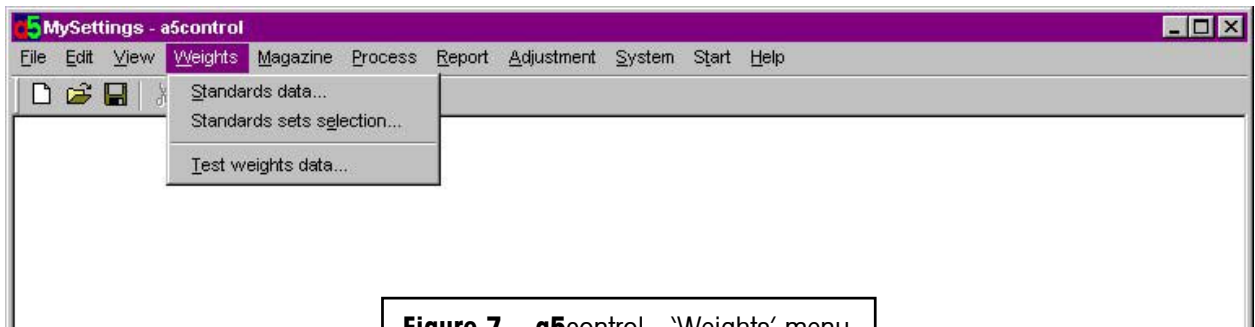 a5 MySettings - a5control
File Edit View Weights Magazine Process Report Adjustment System Start Help
Standards data...
Standards sets selection...
Test weights data...
Figure 7 a5control - 'Weights' menu